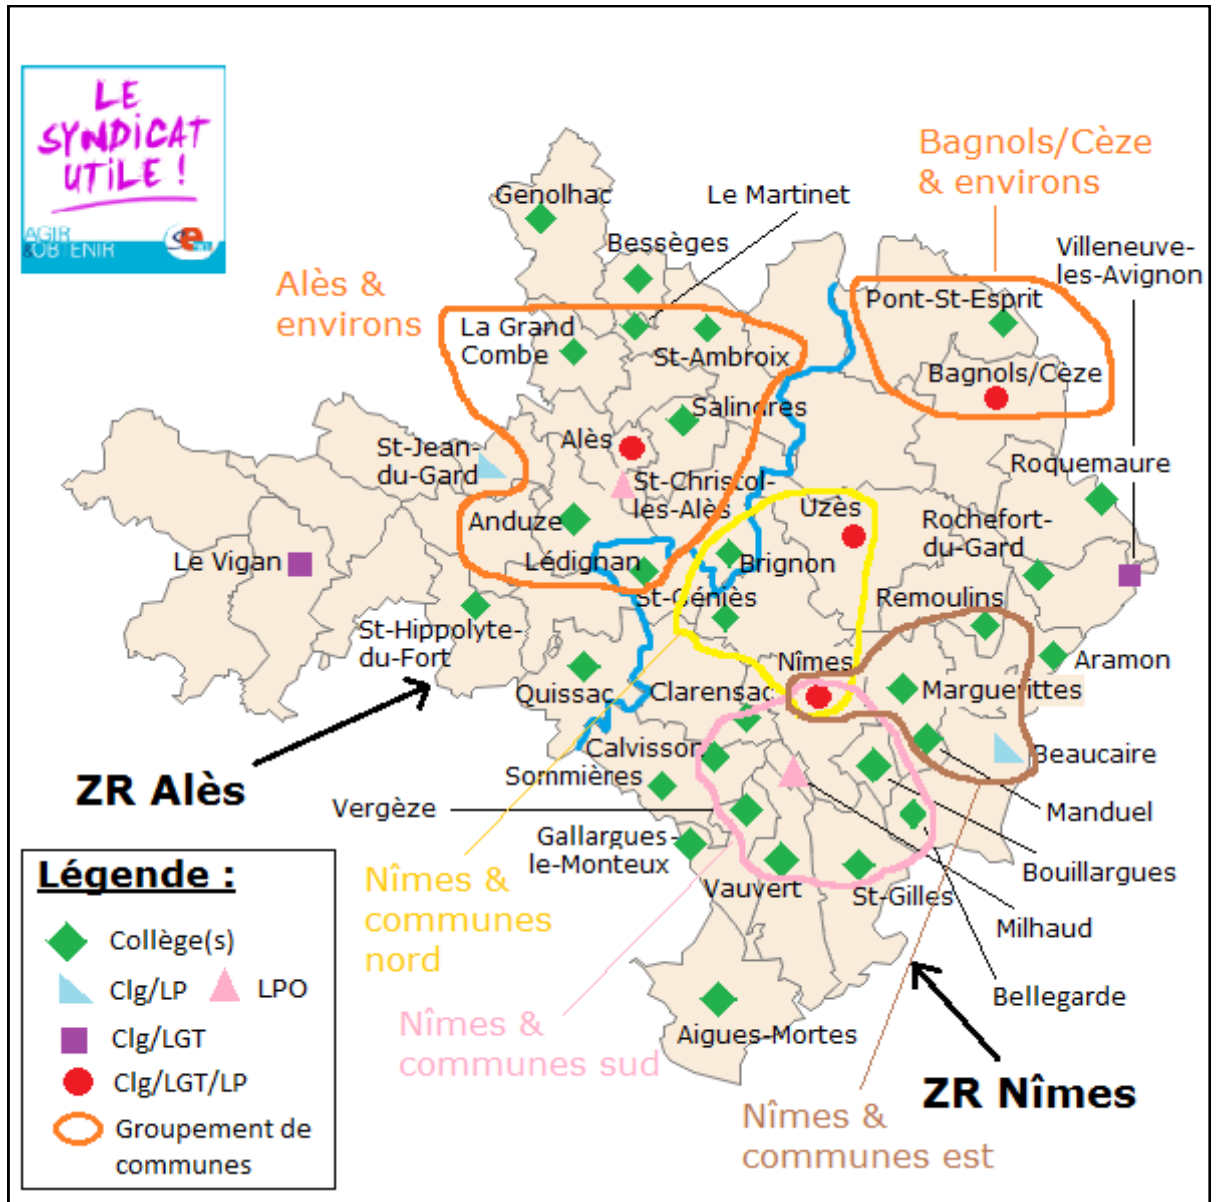 LE
SYNDICAT
UTiLE !
AGIR
&OBTENIR
se
Bagnols/Cèze
& environs
Genolhac
Le Martinet
Bessèges
Villeneuve-
les-Avignon
Alès &
environs
Pont-St-Esprit
La Grand
Combe
St-Ambroix
Bagnols/Cèze
Salindres
Alès
St-Jean-
du-Gard
Roquemaure
St-Christol-
les-Alès
Uzès
Anduze
Rochefort-
du-Gard
Le Vigan
Lédignan
Brignon
St-Géniès
Remoulins
St-Hippolyte-
du-Fort
Nîmes
Aramon
Quissac
Clarensac
Marguerittes
Calvisson
Beaucaire
ZR Alès
Sommières
Vergèze
Manduel
Gallargues-
le-Monteux
Bouillargues
Nîmes &
communes
nord
Vauvert
St-Gilles
Milhaud
Bellegarde
Nîmes &
communes sud
Aigues-Mortes
ZR Nîmes
Nîmes &
communes est
Légende :
Collège(s)
Clg/LP
LPO
Clg/LGT
Clg/LGT/LP
Groupement de
communes